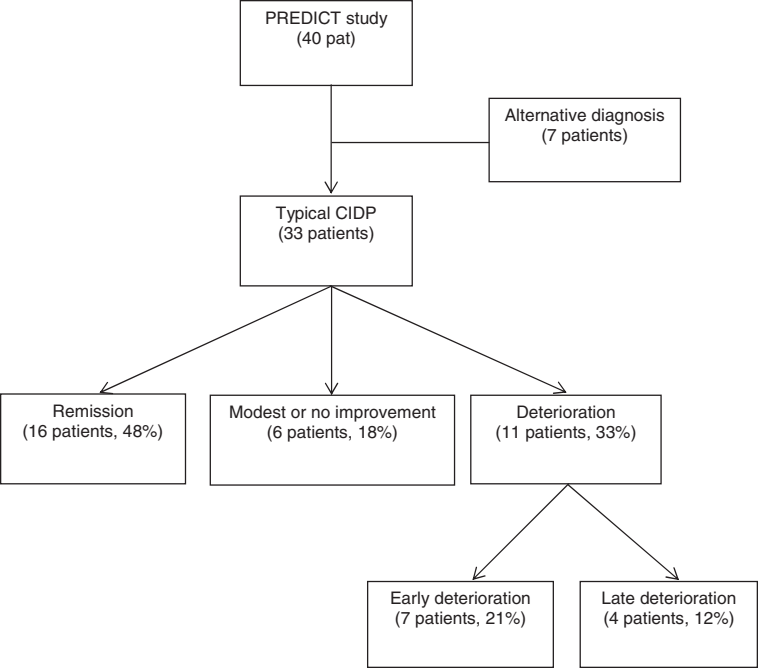 PREDICT study
(40 pat)
Alternative diagnosis
(7 patients)
Typical CIDP
(33 patients)
Remission
(16 patients, 48%)
Modest or no improvement
(6 patients, 18%)
Deterioration
(11 patients, 33%)
Early deterioration
(7 patients, 21%)
Late deterioration
(4 patients, 12%)